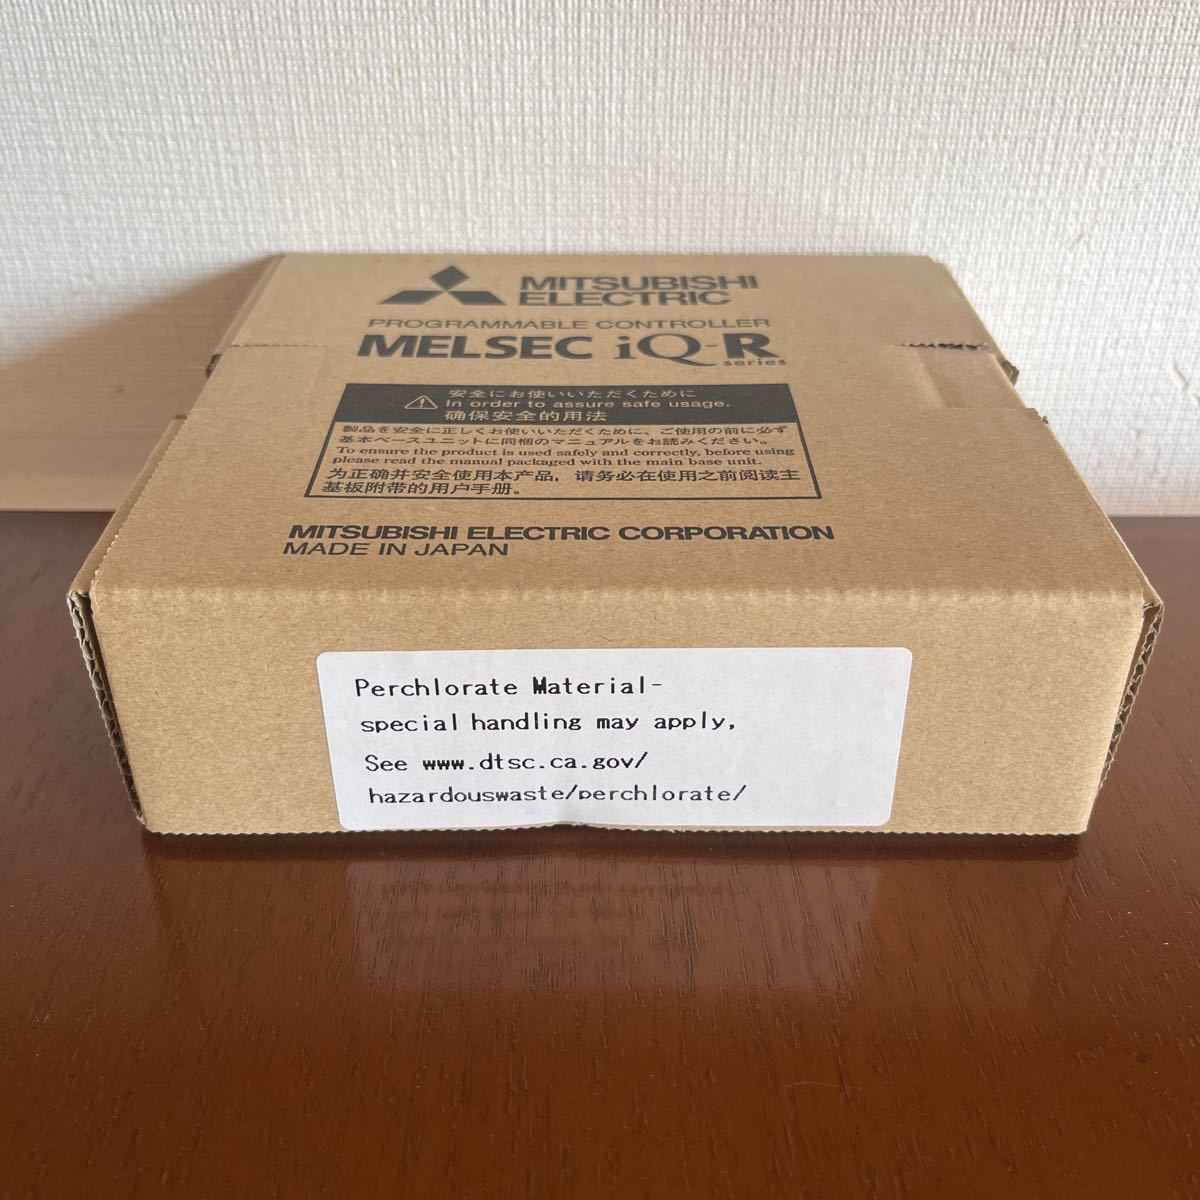 MITSUBISHI
ELECTRIC
PROGRAMMABLE CONTROLLER
MELSEC iQ-R
series
安全にお使いいただくために
In order to assure safe usage.
确保安全的用法
製品を安全に正しくお使いいただくために、ご使用の前に必ず
基本ベースユニットに同梱のマニュアルをお読みください。
To ensure the product is used safely and correctly, before using
please read the manual packaged with the main base unit.
为正确并安全使用本产品，请务必在使用之前阅读主
基板附带的用户手册。
MITSUBISHI ELECTRIC CORPORATION
MADE IN JAPAN
Perchlorate Material-
special handling may apply,
See www.dtsc.ca.gov/
hazardouswaste/perchlorate/